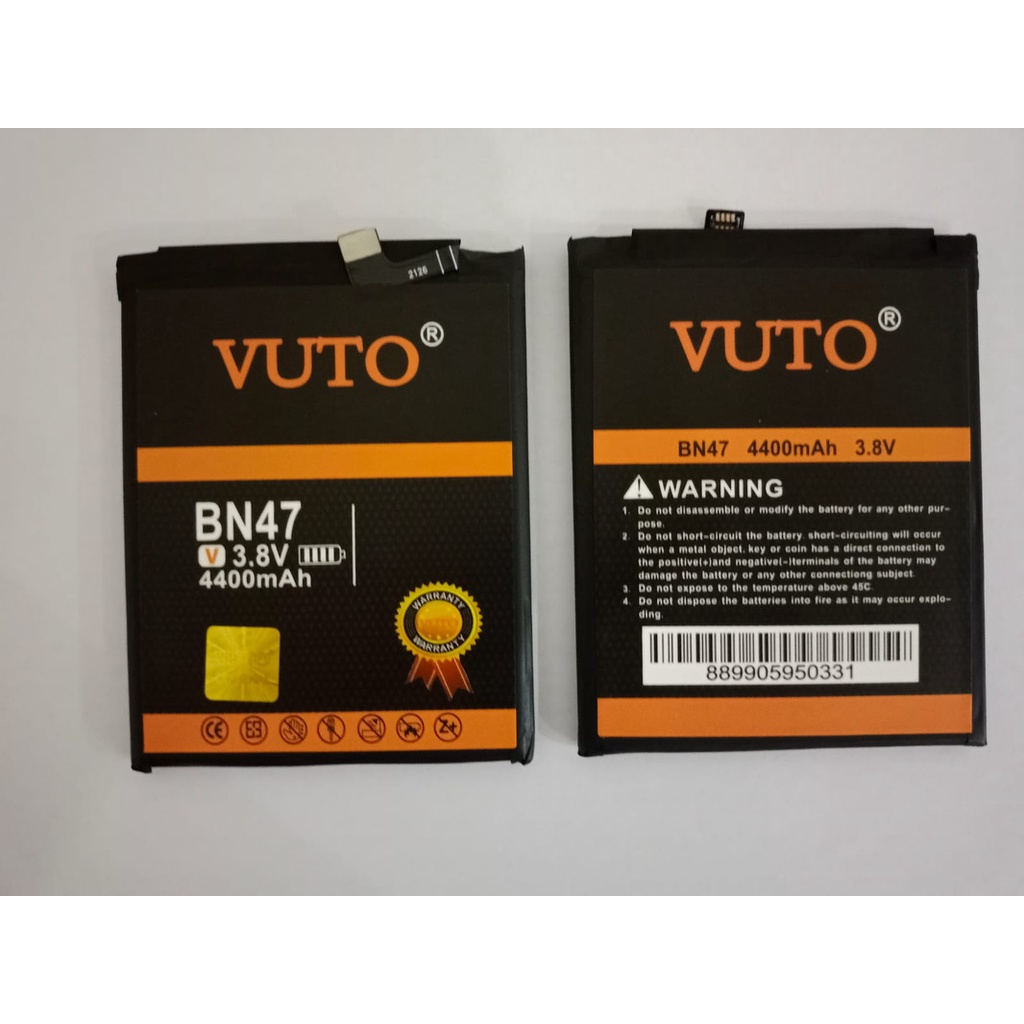 2126
VUTO®
BN47
V 3.8V
4400mAh
WARRANTY
VUTO
WARRANTY
CE
VUTO®
BN47 4400mAh 3.8V
WARNING
1. Do not disassemble or modify the battery for any other pur-
pose.
2. Do not short-circuit the battery. short-circuiting will occur
when a metal object, key or coin has a direct connection to
the positive(+)and negative(-)terminals of the battery may
damage the battery or any other connectiong subject.
3. Do not expose to the temperature above 45C.
4. Do not dispose the batteries into fire as it may occur explo-
ding.
889905950331